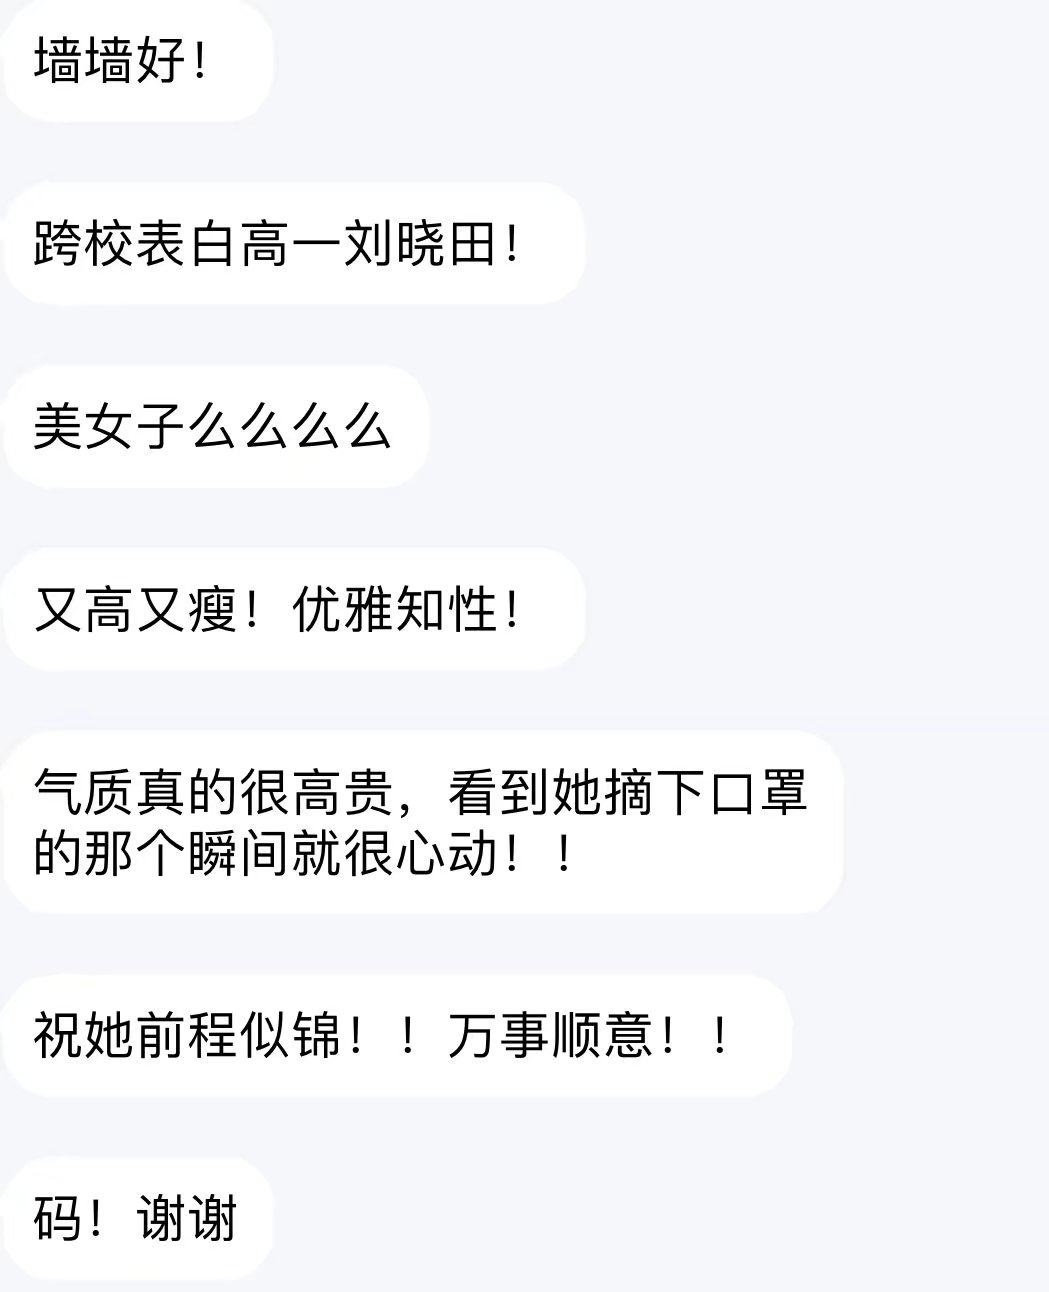 墙墙好！
跨校表白高一刘晓田！
美女子么么么么
又高又瘦！优雅知性！
气质真的很高贵，看到她摘下口罩
的那个瞬间就很心动！！
祝她前程似锦！！万事顺意！！
码！谢谢